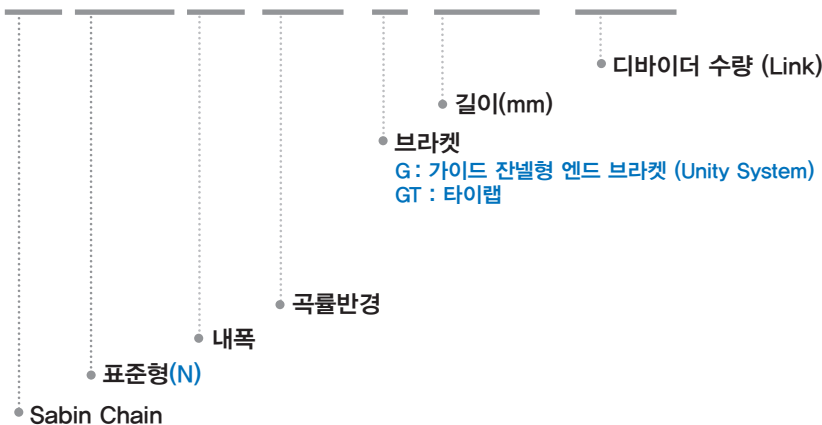 디바이더 수량 (Link)
길이(mm)
브라켓
G : 가이드 잔넬형 엔드 브라켓 (Unity System)
GT : 타이랩
곡률반경
내폭
표준형(N)
Sabin Chain